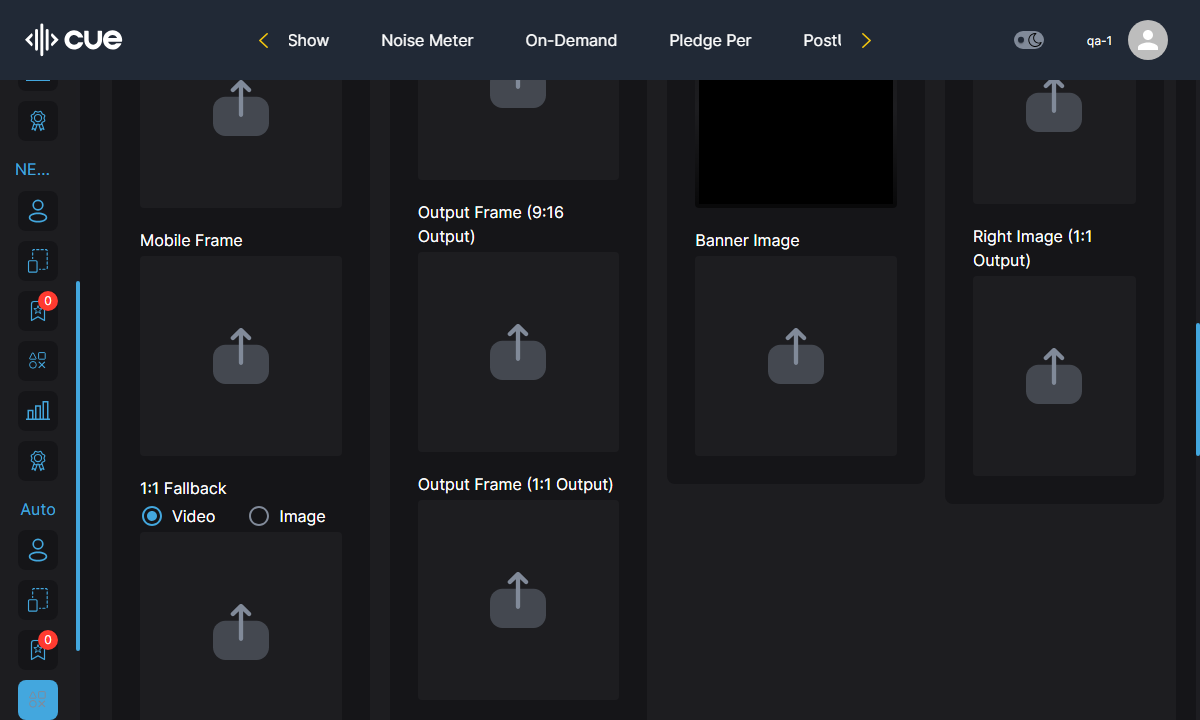 cue
Show
Noise Meter
On-Demand
Pledge Per
qa-1
NE...
0
Auto
0
Mobile Frame
1:1 Fallback
Video
Image
Output Frame (9:16
Output)
Output Frame (1:1 Output)
Banner Image
Right Image (1:1
Output)